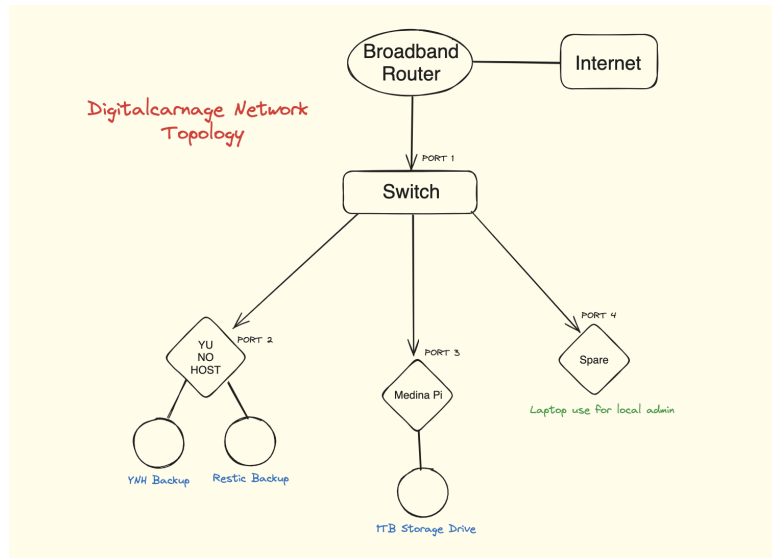 Broadband
Router
Internet
Digitalcarnage Network
Topology
PORT 1
Switch
PORT 2
YU
NO
HOST
PORT 3
Medina Pi
PORT 4
Spare
Laptop use for local admin
YNH Backup
Restic Backup
1TB Storage Drive